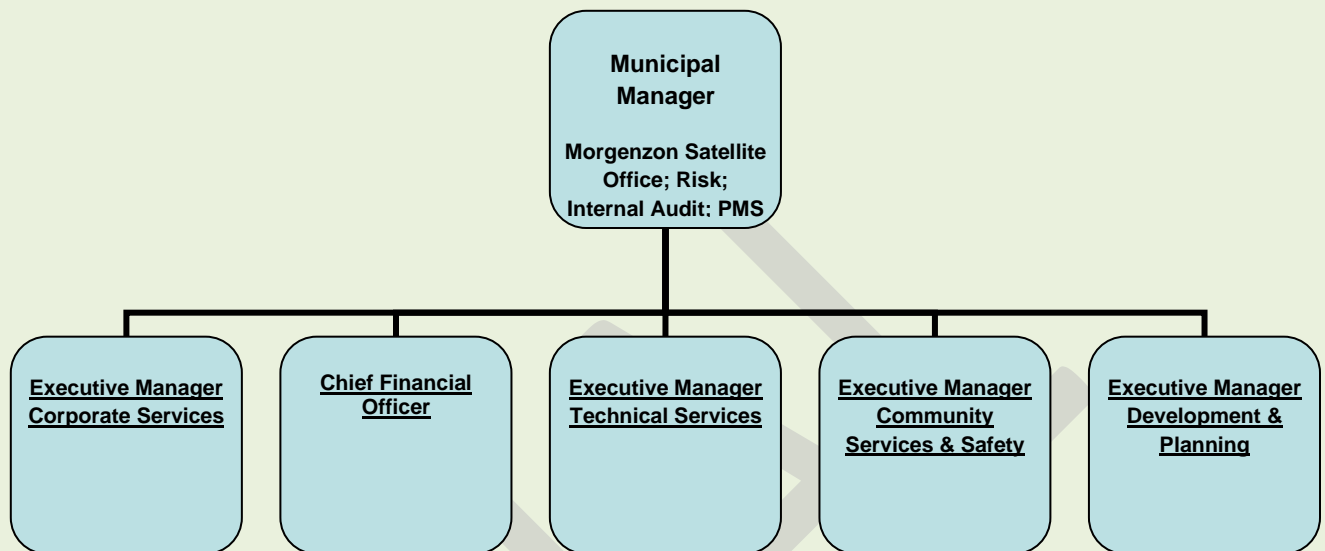 Municipal
Manager
Morgenzon Satellite
Office; Risk;
Internal Audit; PMS
Executive Manager
Corporate Services
Chief Financial
Officer
Executive Manager
Technical Services
Executive Manager
Community
Services & Safety
Executive Manager
Development &
Planning